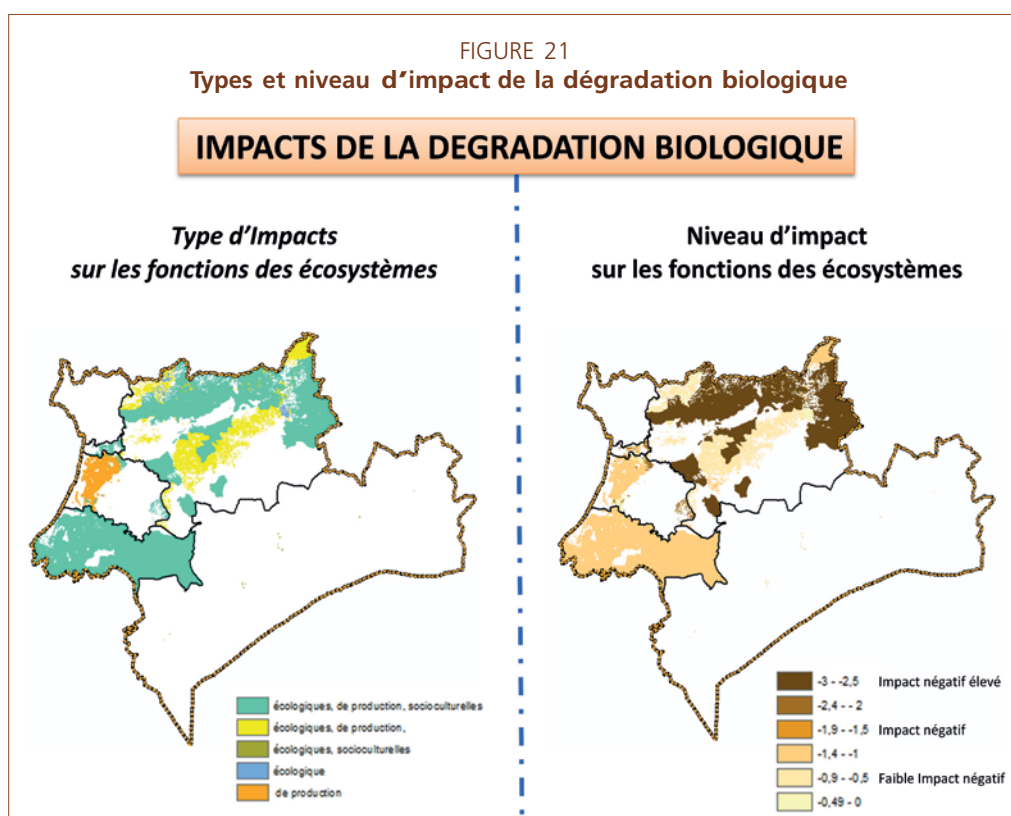 FIGURE 21
Types et niveau d'impact de la dégradation biologique
IMPACTS DE LA DEGRADATION BIOLOGIQUE
Type d'Impacts
sur les fonctions des écosystèmes
Niveau d'impact
sur les fonctions des écosystèmes
écologiques, de production, socioculturelles
écologiques, de production,
écologiques, socioculturelles
écologique
de production
-3 - -2,5 Impact négatif élevé
-2,4 - -2
-1,9 - -1,5 Impact négatif
-1,4 - -1
-0,9 - -0,5 Faible Impact négatif
-0,49 - 0